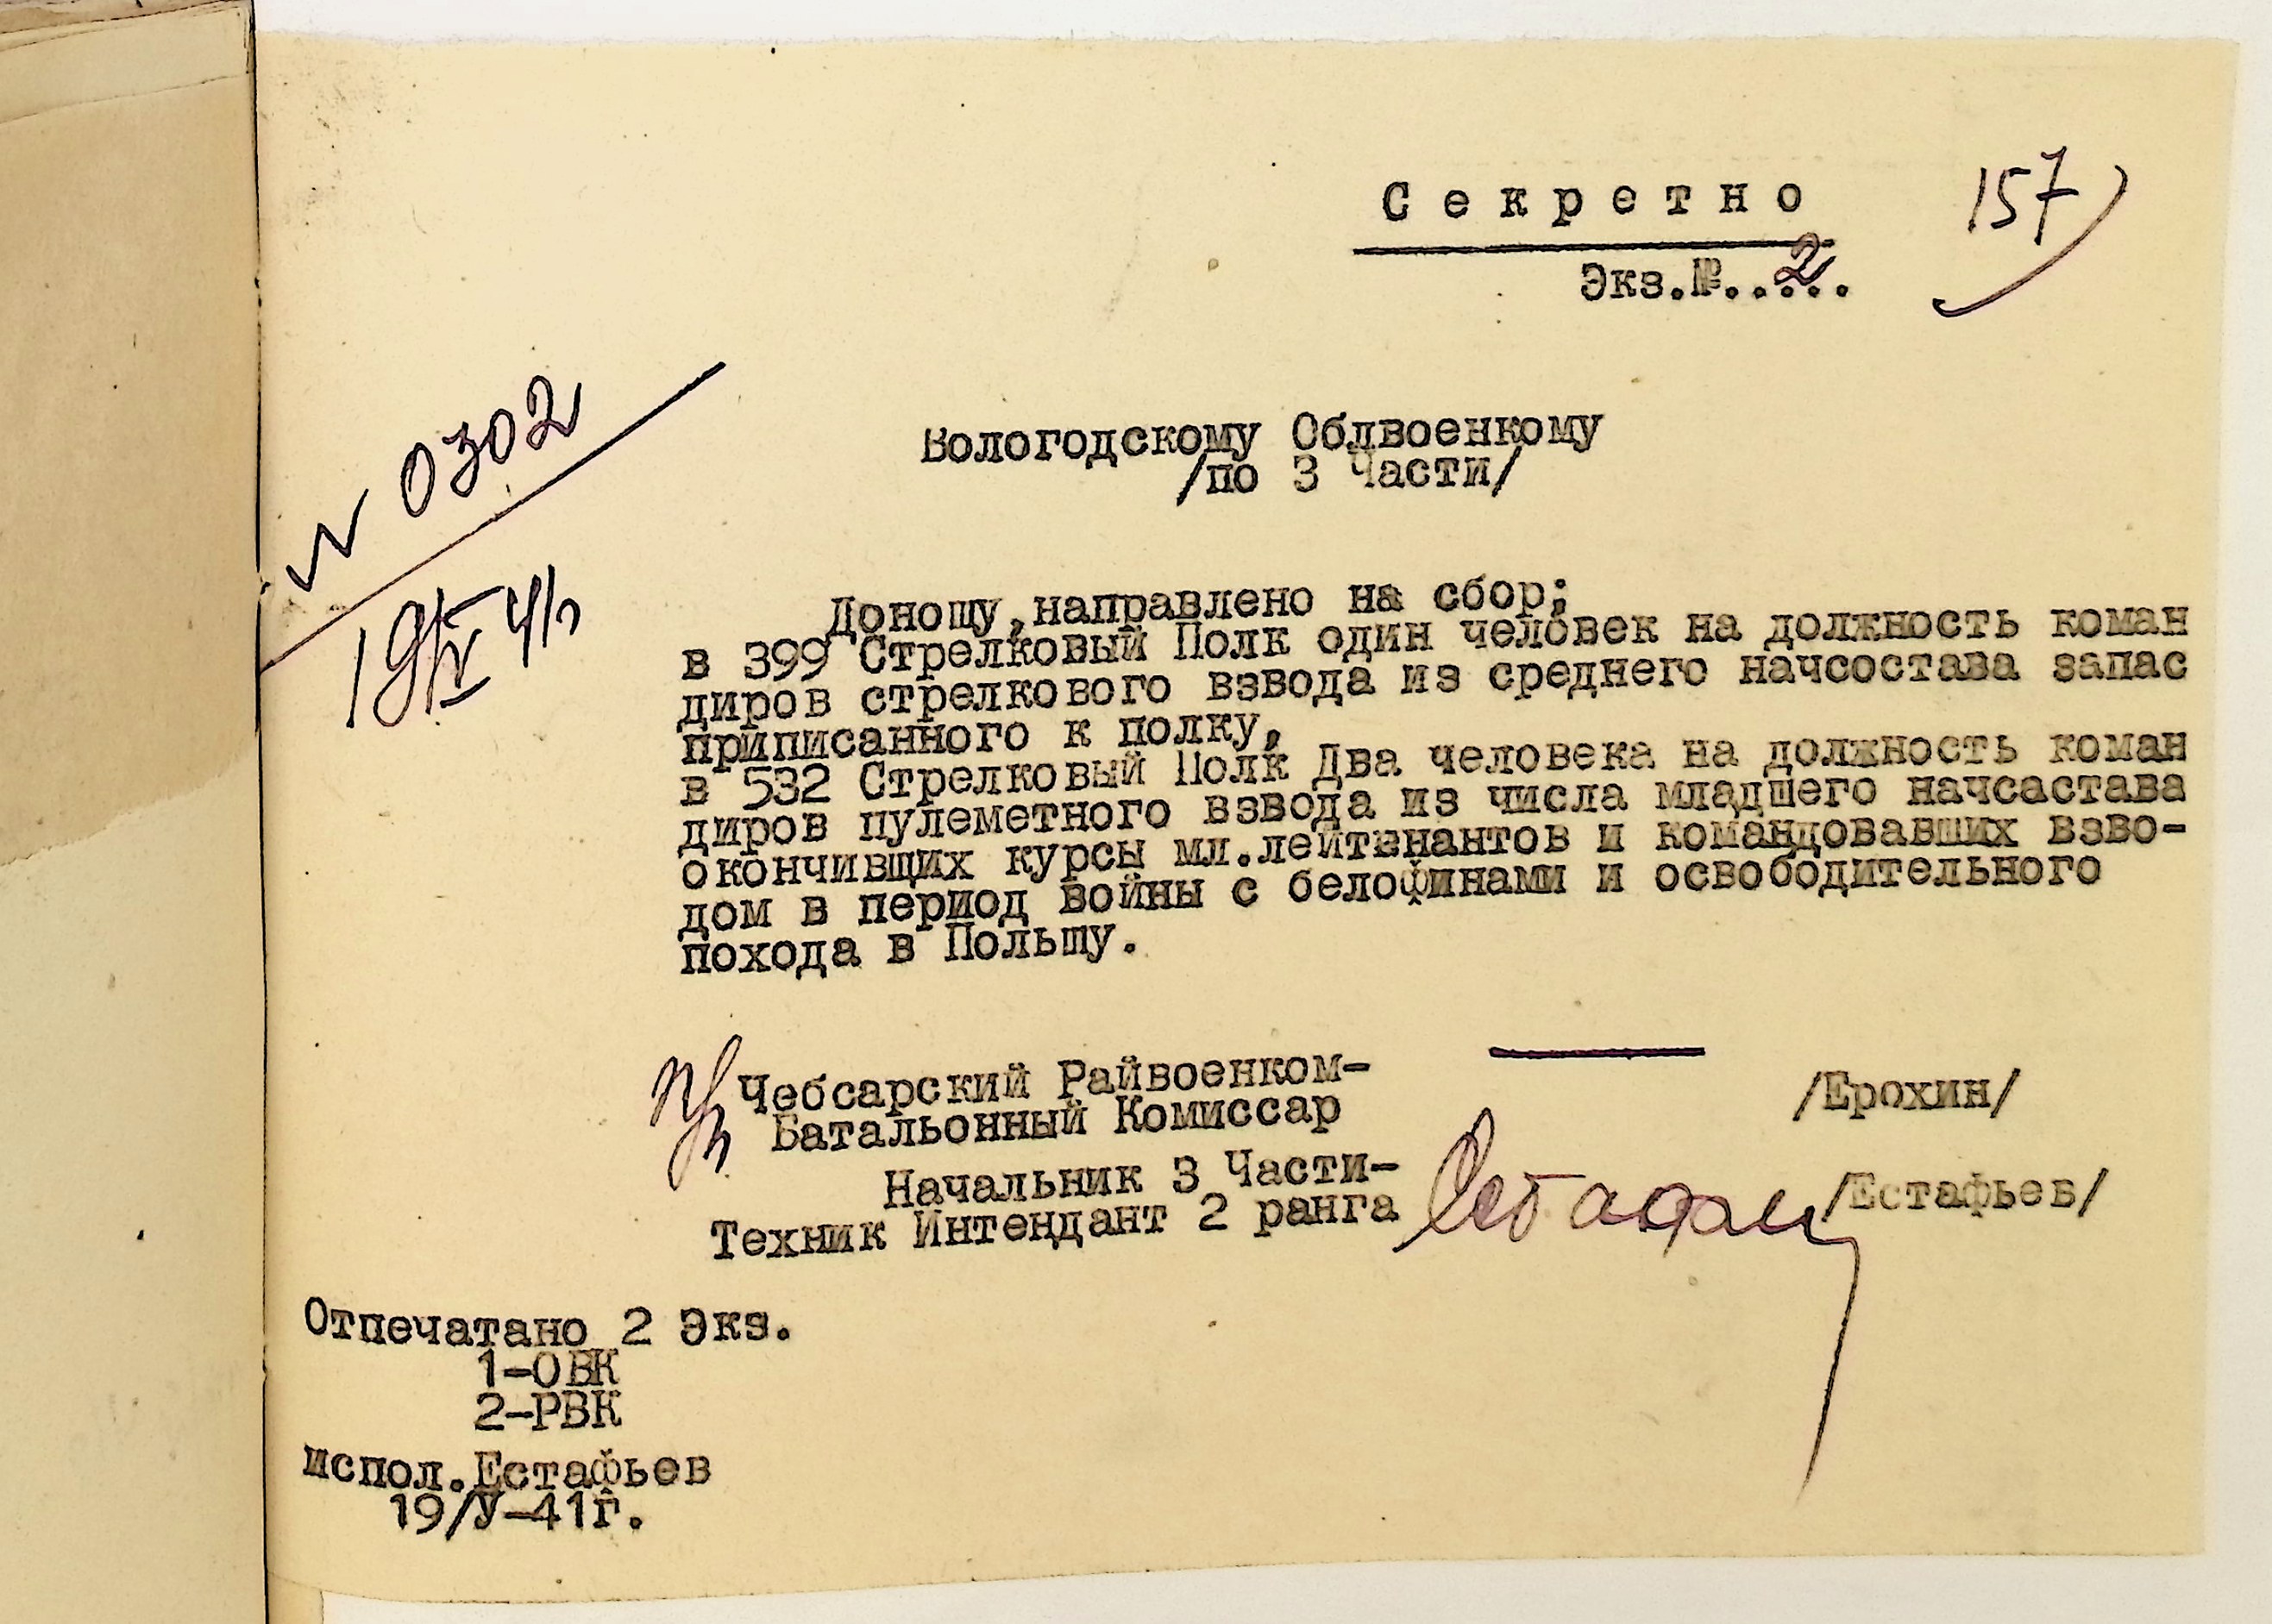 Секретно
157
Экз.№..2..
№ 0302
19/V 41г
Вологодскому Облвоенкому
/по 3 Части/
Доношу,направлено на сбор;
в 399 Стрелковый Полк один человек на должность коман
диров стрелкового взвода из среднего начсостава запас
приписанного к полку,
в 532 Стрелковый Полк Два человека на должность коман
диров пулеметного взвода из числа младшего начсастава
окончивщих курсы мл.лейтенантов и командовавших взво-
дом в период войны с белофинами и освободительного
похода в Польшу.
Чебсарский Райвоенком-
Батальонный Комиссар
/Ерохин/
Начальник 3 Части-
Техник Интендант 2 ранга
/Естафьев/
Отпечатано 2 Экз.
1-ОВК
2-РВК
испол.Естафьев
19/У-41г.